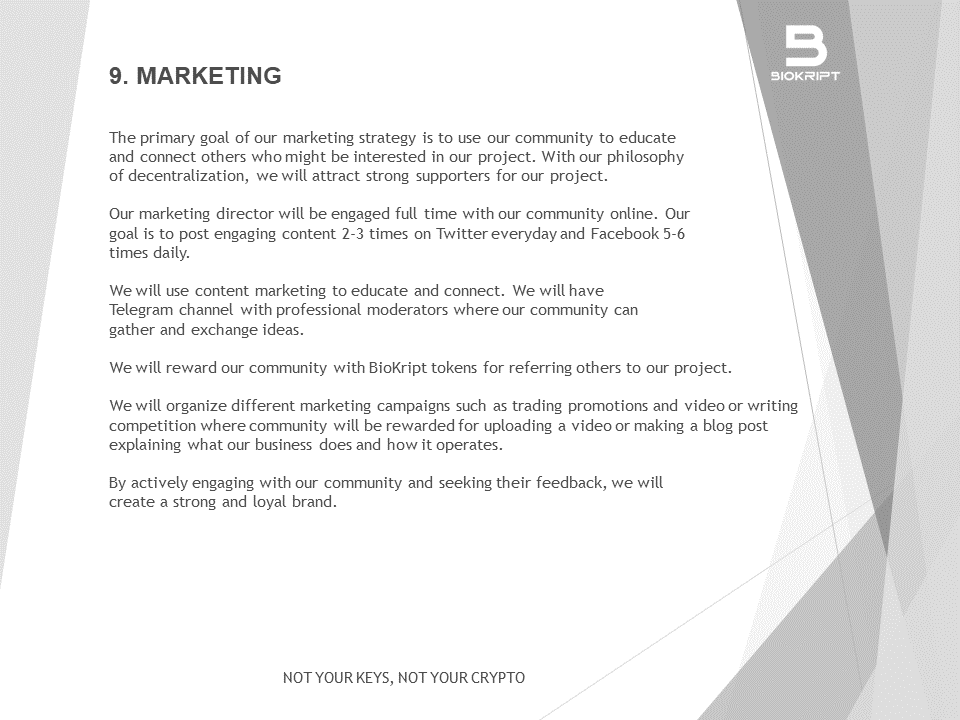 BIOKRIPT
9. MARKETING
The primary goal of our marketing strategy is to use our community to educate
and connect others who might be interested in our project. With our philosophy
of decentralization, we will attract strong supporters for our project.
Our marketing director will be engaged full time with our community online. Our
goal is to post engaging content 2-3 times on Twitter everyday and Facebook 5-6
times daily.
We will use content marketing to educate and connect. We will have
Telegram channel with professional moderators where our community can
gather and exchange ideas.
We will reward our community with BioKript tokens for referring others to our project.
We will organize different marketing campaigns such as trading promotions and video or writing
competition where community will be rewarded for uploading a video or making a blog post
explaining what our business does and how it operates.
By actively engaging with our community and seeking their feedback, we will
create a strong and loyal brand.
NOT YOUR KEYS, NOT YOUR CRYPTO